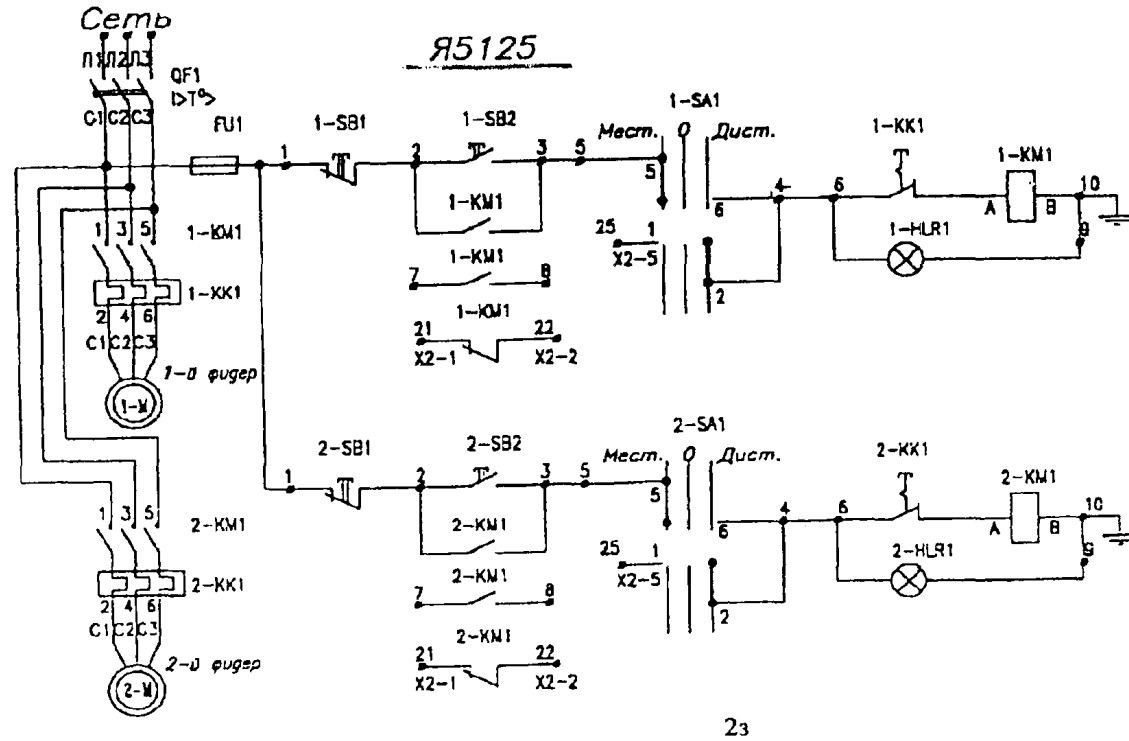 Сеть
Я5125
Л1 Л2 Л3
QF1
I>T°>
C1 C2 C3
FU1
1-SB1
1-SB2
1-SA1
Мест. 0 Дист.
1-KK1
1-KM1
1 2 3 5 5 6 4 6 A B 10
1-KM1
1-HLR1
9
25 1
X2-5
2
1-KM1
7 8
1-KM1
21 22
X2-1 X2-2
1 3 5
1-KM1
1-KK1
2 4 6
C1 C2 C3
1-й фидер
1-М
2-SB1
2-SB2
2-SA1
Мест. 0 Дист.
2-KK1
2-KM1
1 2 3 5 5 6 4 6 A B 10
2-KM1
2-HLR1
9
25 1
X2-5
2
2-KM1
7 8
2-KM1
21 22
X2-1 X2-2
1 3 5
2-KM1
2-KK1
2 4 6
C1 C2 C3
2-й фидер
2-М
23